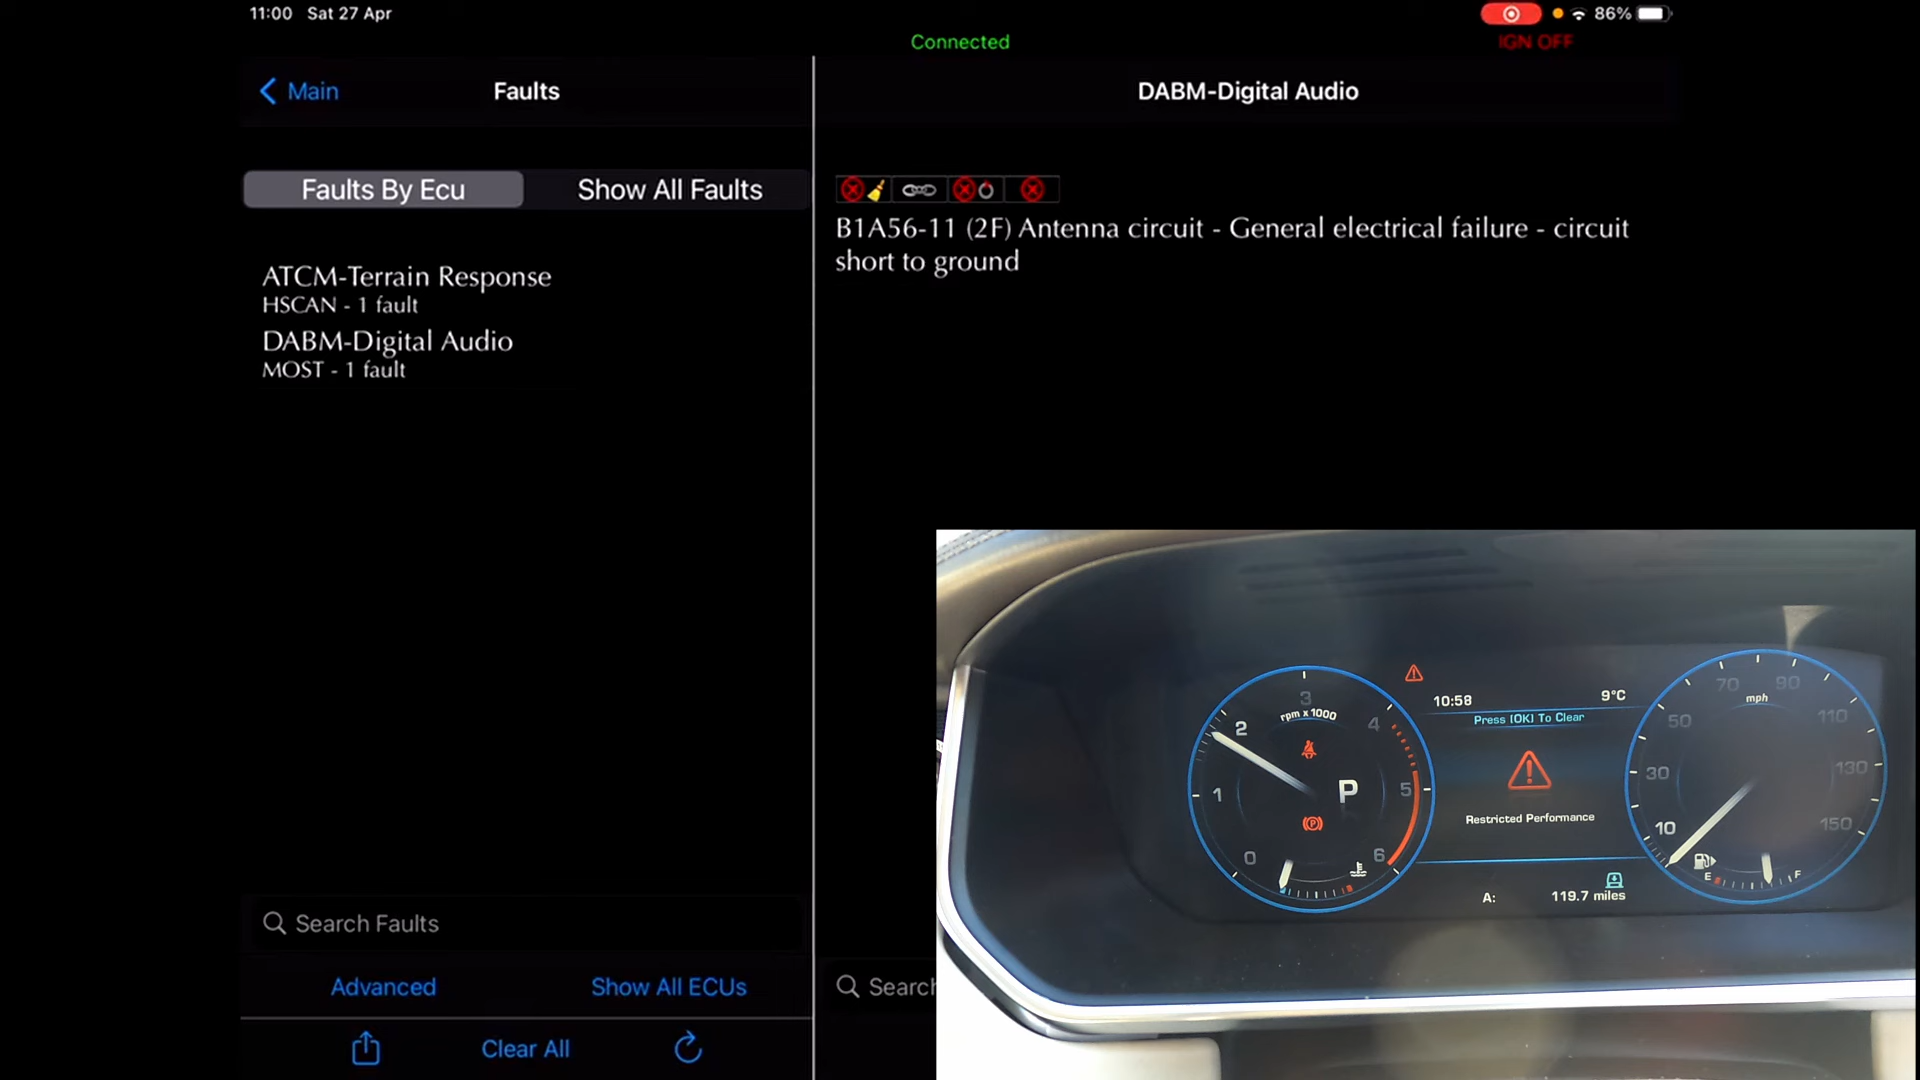 11:00 Sat 27 Apr
86%
Connected
IGN OFF
Main
Faults
DABM-Digital Audio
Faults By Ecu
Show All Faults
B1A56-11 (2F) Antenna circuit - General electrical failure - circuit
short to ground
ATCM-Terrain Response
HSCAN - 1 fault
DABM-Digital Audio
MOST - 1 fault
Search Faults
Advanced
Show All ECUs
Clear All
Search
10:58
9°C
Press [OK] To Clear
Restricted Performance
A: 119.7 miles
0
1
2
3
4
5
6
rpm x 1000
P
10
30
50
70
90
110
130
150
mph
E
F